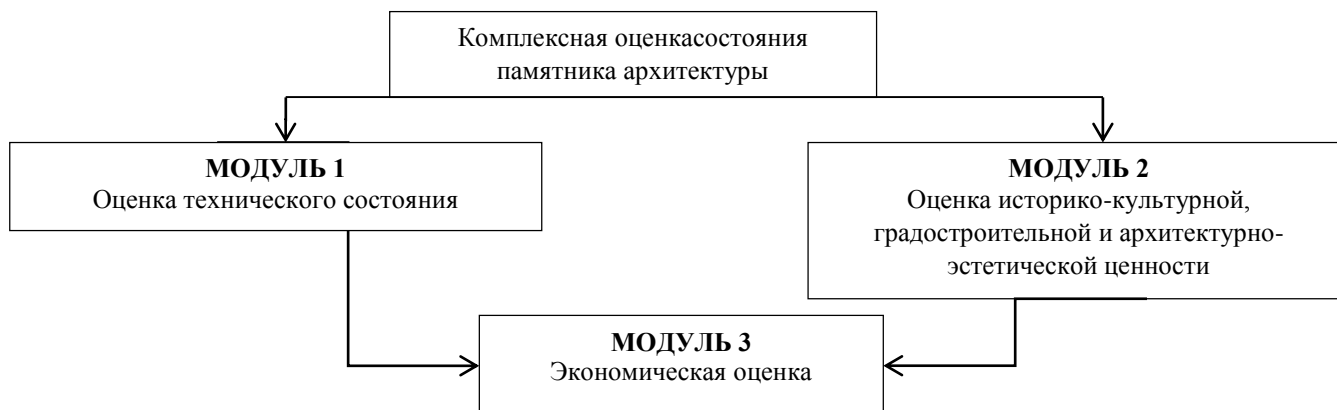 Комплексная оценкасостояния
памятника архитектуры
МОДУЛЬ 1
Оценка технического состояния
МОДУЛЬ 2
Оценка историко-культурной,
градостроительной и архитектурно-
эстетической ценности
МОДУЛЬ 3
Экономическая оценка